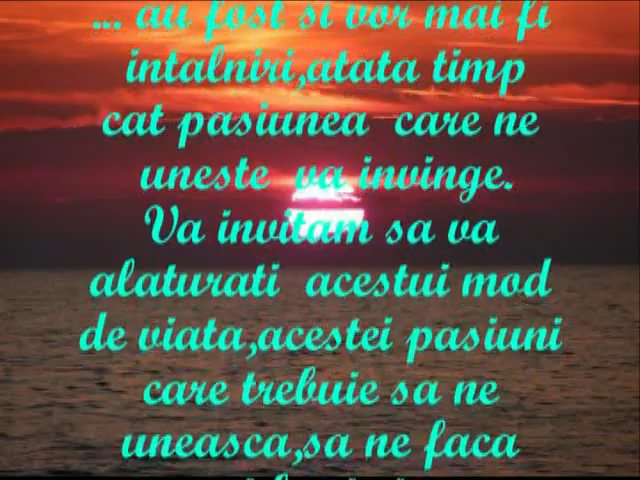 ... au fost si vor mai fi
intalniri,atata timp
cat pasiunea care ne
uneste va invinge.
Va invitam sa va
alaturati acestui mod
de viata,acestei pasiuni
care trebuie sa ne
uneasca,sa ne faca